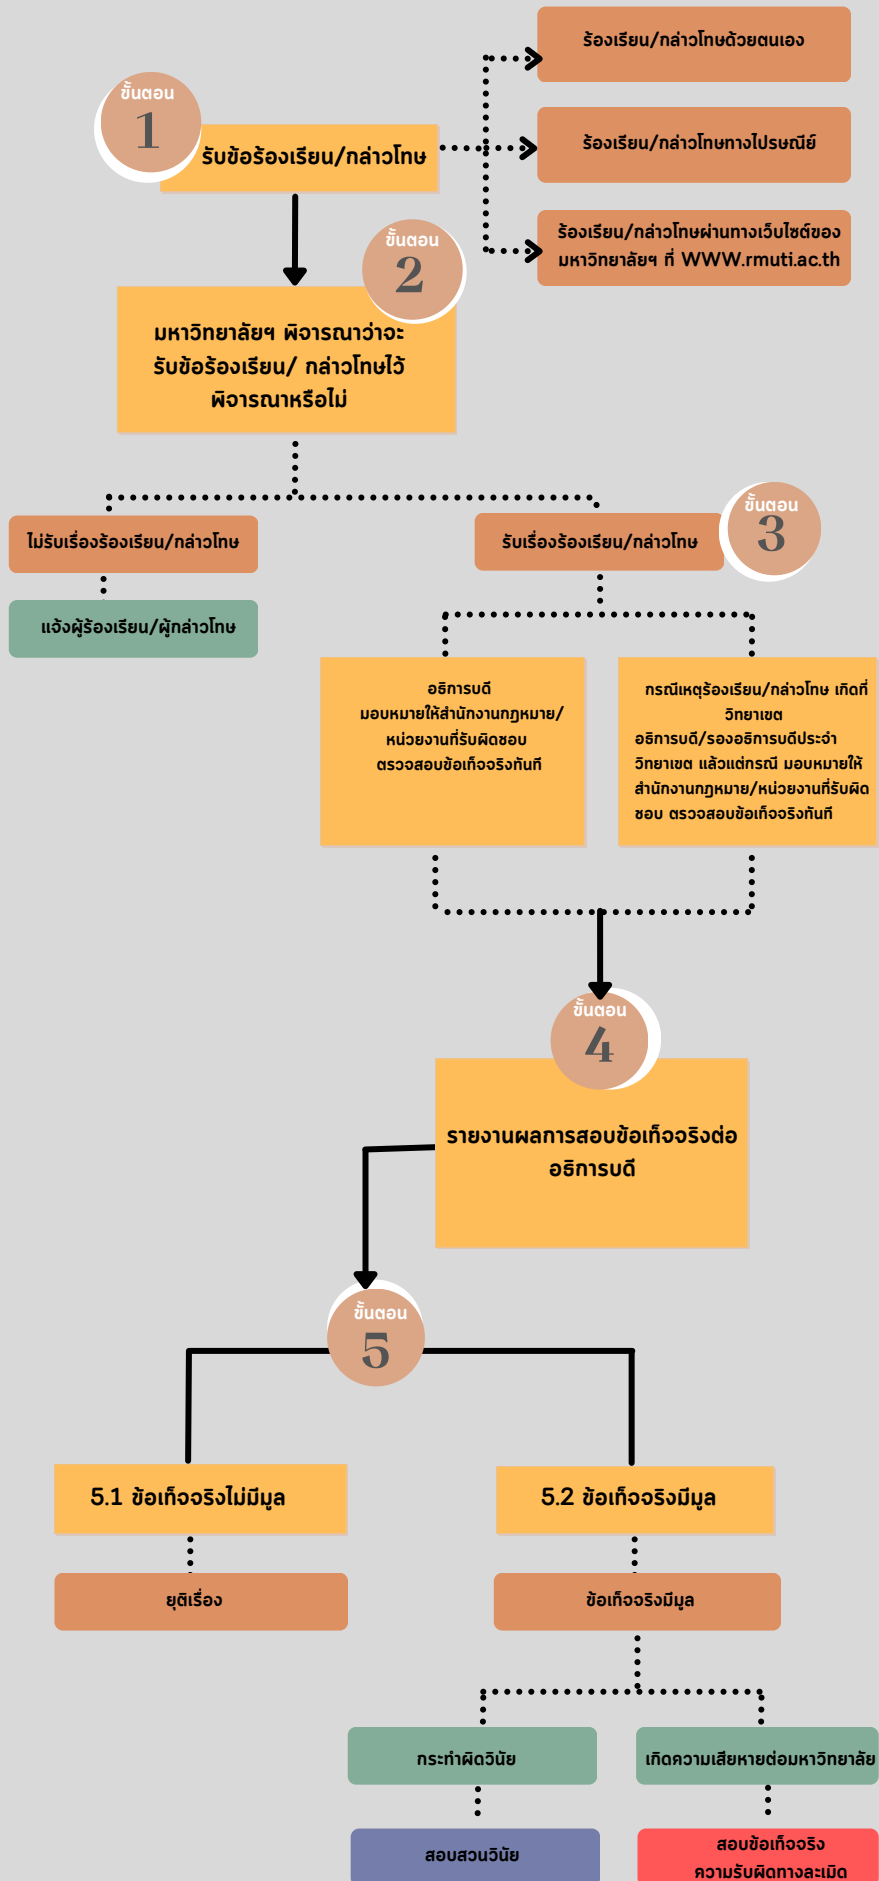 ร้องเรียน/กล่าวโทษด้วยตนเอง
ขั้นตอน
1
รับข้อร้องเรียน/กล่าวโทษ
ร้องเรียน/กล่าวโทษทางไปรษณีย์
ร้องเรียน/กล่าวโทษผ่านทางเว็บไซต์ของ
มหาวิทยาลัยฯ ที่ WWW.rmuti.ac.th
ขั้นตอน
2
มหาวิทยาลัยฯ พิจารณาว่าจะ
รับข้อร้องเรียน/ กล่าวโทษไว้
พิจารณาหรือไม่
ไม่รับเรื่องร้องเรียน/กล่าวโทษ
แจ้งผู้ร้องเรียน/ผู้กล่าวโทษ
รับเรื่องร้องเรียน/กล่าวโทษ
ขั้นตอน
3
อธิการบดี
มอบหมายให้สำนักงานกฎหมาย/
หน่วยงานที่รับผิดชอบ
ตรวจสอบข้อเท็จจริงทันที
กรณีเหตุร้องเรียน/กล่าวโทษ เกิดที่
วิทยาเขต
อธิการบดี/รองอธิการบดีประจำ
วิทยาเขต แล้วแต่กรณี มอบหมายให้
สำนักงานกฎหมาย/หน่วยงานที่รับผิด
ชอบ ตรวจสอบข้อเท็จจริงทันที
ขั้นตอน
4
รายงานผลการสอบข้อเท็จจริงต่อ
อธิการบดี
ขั้นตอน
5
5.1 ข้อเท็จจริงไม่มีมูล
ยุติเรื่อง
5.2 ข้อเท็จจริงมีมูล
ข้อเท็จจริงมีมูล
กระทำผิดวินัย
เกิดความเสียหายต่อมหาวิทยาลัย
สอบสวนวินัย
สอบข้อเท็จจริง
ความรับผิดทางละเมิด